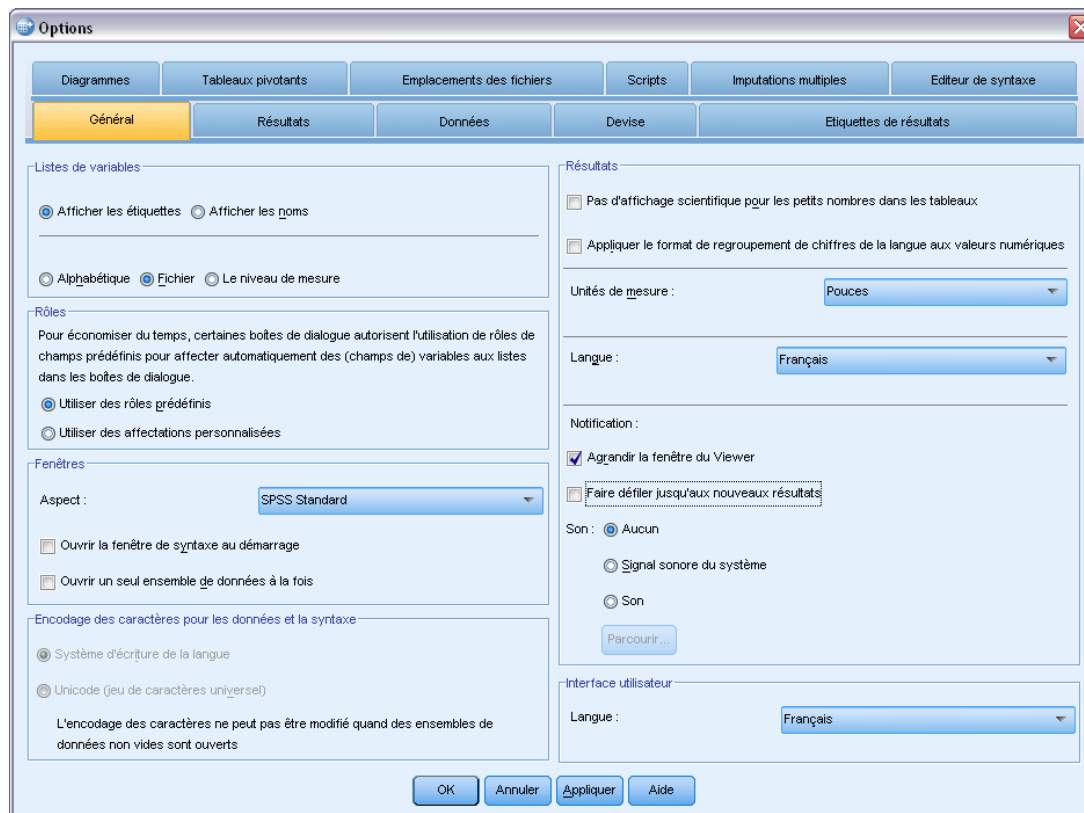 Options
Diagrammes
Tableaux pivotants
Emplacements des fichiers
Scripts
Imputations multiples
Editeur de syntaxe
Général
Résultats
Données
Devise
Etiquettes de résultats
Listes de variables
Afficher les étiquettes
Afficher les noms
Alphabétique
Fichier
Le niveau de mesure
Rôles
Pour économiser du temps, certaines boîtes de dialogue autorisent l'utilisation de rôles de
champs prédéfinis pour affecter automatiquement des (champs de) variables aux listes
dans les boîtes de dialogue.
Utiliser des rôles prédéfinis
Utiliser des affectations personnalisées
Fenêtres
Aspect :
SPSS Standard
Ouvrir la fenêtre de syntaxe au démarrage
Ouvrir un seul ensemble de données à la fois
Encodage des caractères pour les données et la syntaxe
Système d'écriture de la langue
Unicode (jeu de caractères universel)
L'encodage des caractères ne peut pas être modifié quand des ensembles de
données non vides sont ouverts
Résultats
Pas d'affichage scientifique pour les petits nombres dans les tableaux
Appliquer le format de regroupement de chiffres de la langue aux valeurs numériques
Unités de mesure :
Pouces
Langue :
Français
Notification :
Agrandir la fenêtre du Viewer
Faire défiler jusqu'aux nouveaux résultats
Son :
Aucun
Signal sonore du système
Son
Parcourir...
Interface utilisateur
Langue :
Français
OK
Annuler
Appliquer
Aide